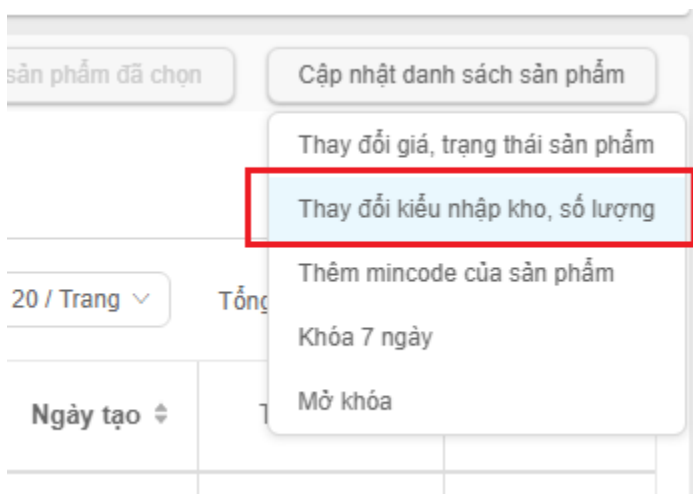 sản phẩm đã chọn
Cập nhật danh sách sản phẩm
Thay đổi giá, trạng thái sản phẩm
Thay đổi kiểu nhập kho, số lượng
Thêm mincode của sản phẩm
20 / Trang
Tổng
Khóa 7 ngày
Mở khóa
Ngày tạo